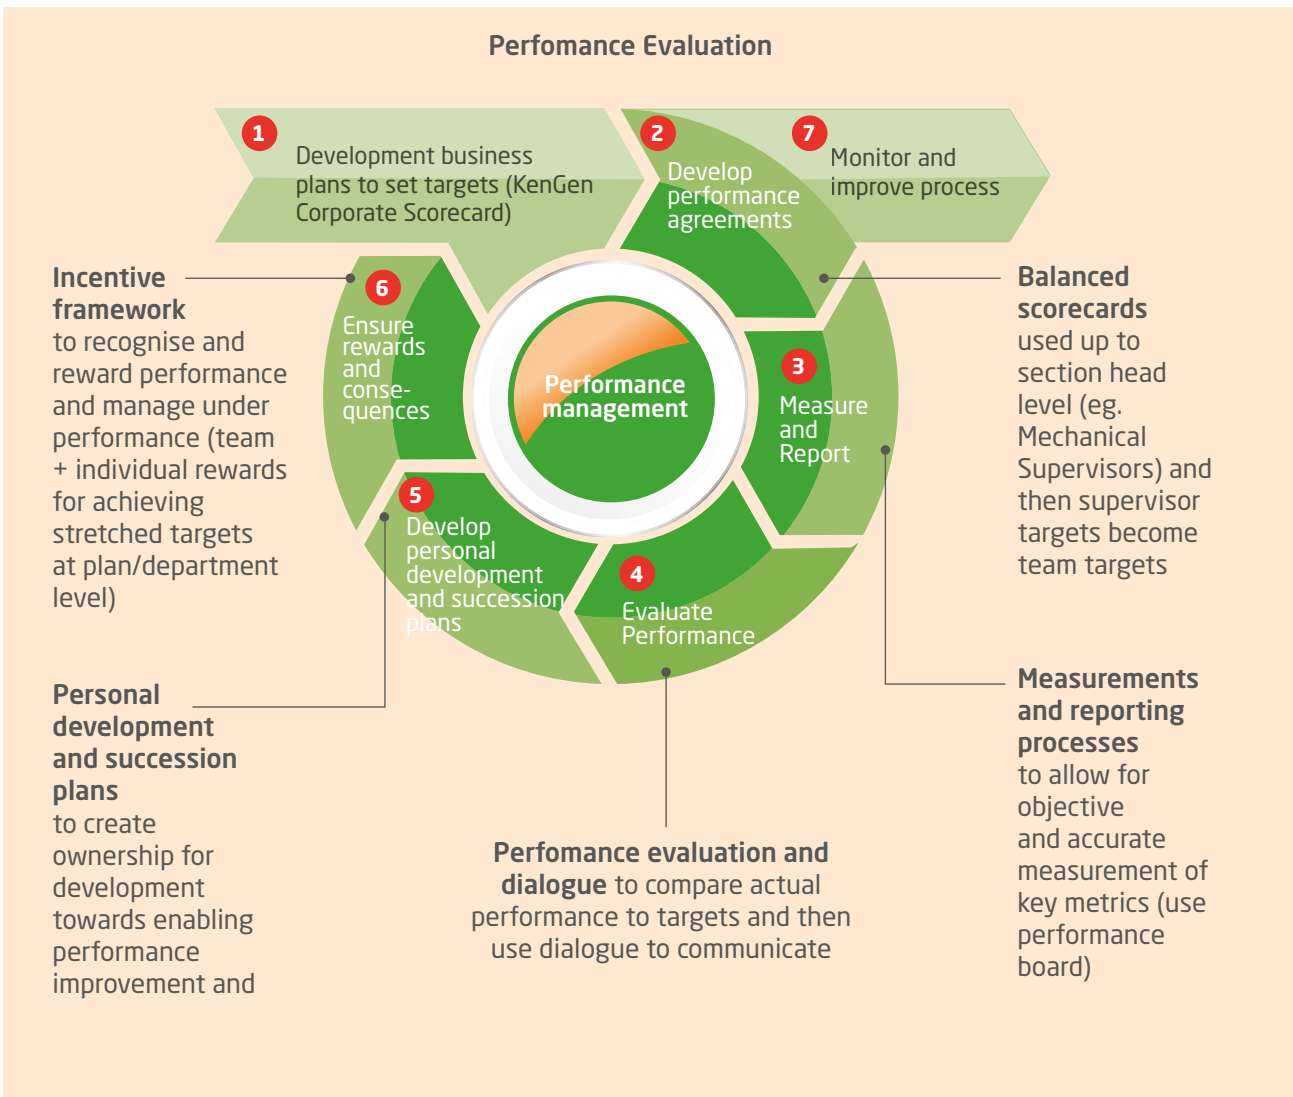 Perfomance Evaluation
1
Development business
plans to set targets (KenGen
Corporate Scorecard)
2
Develop
performance
agreements
7
Monitor and
improve process
6
Ensure
rewards
and
conse-
quences
3
Measure
and
Report
Performance
management
5
Develop
personal
development
and succession
plans
4
Evaluate
Performance
Incentive
framework
to recognise and
reward performance
and manage under
performance (team
+ individual rewards
for achieving
stretched targets
at plan/department
level)
Balanced
scorecards
used up to
section head
level (eg.
Mechanical
Supervisors) and
then supervisor
targets become
team targets
Personal
development
and succession
plans
to create
ownership for
development
towards enabling
performance
improvement and
Perfomance evaluation and
dialogue to compare actual
performance to targets and then
use dialogue to communicate
Measurements
and reporting
processes
to allow for
objective
and accurate
measurement of
key metrics (use
performance
board)